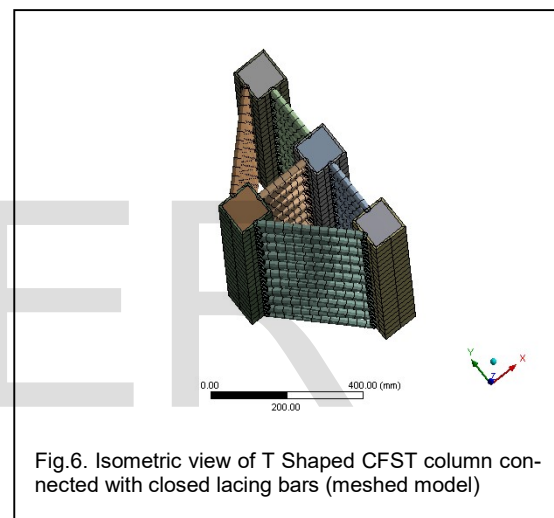 ER
Y
X
Z
0.00
400.00 (mm)
200.00
Fig.6. Isometric view of T Shaped CFST column con-
nected with closed lacing bars (meshed model)